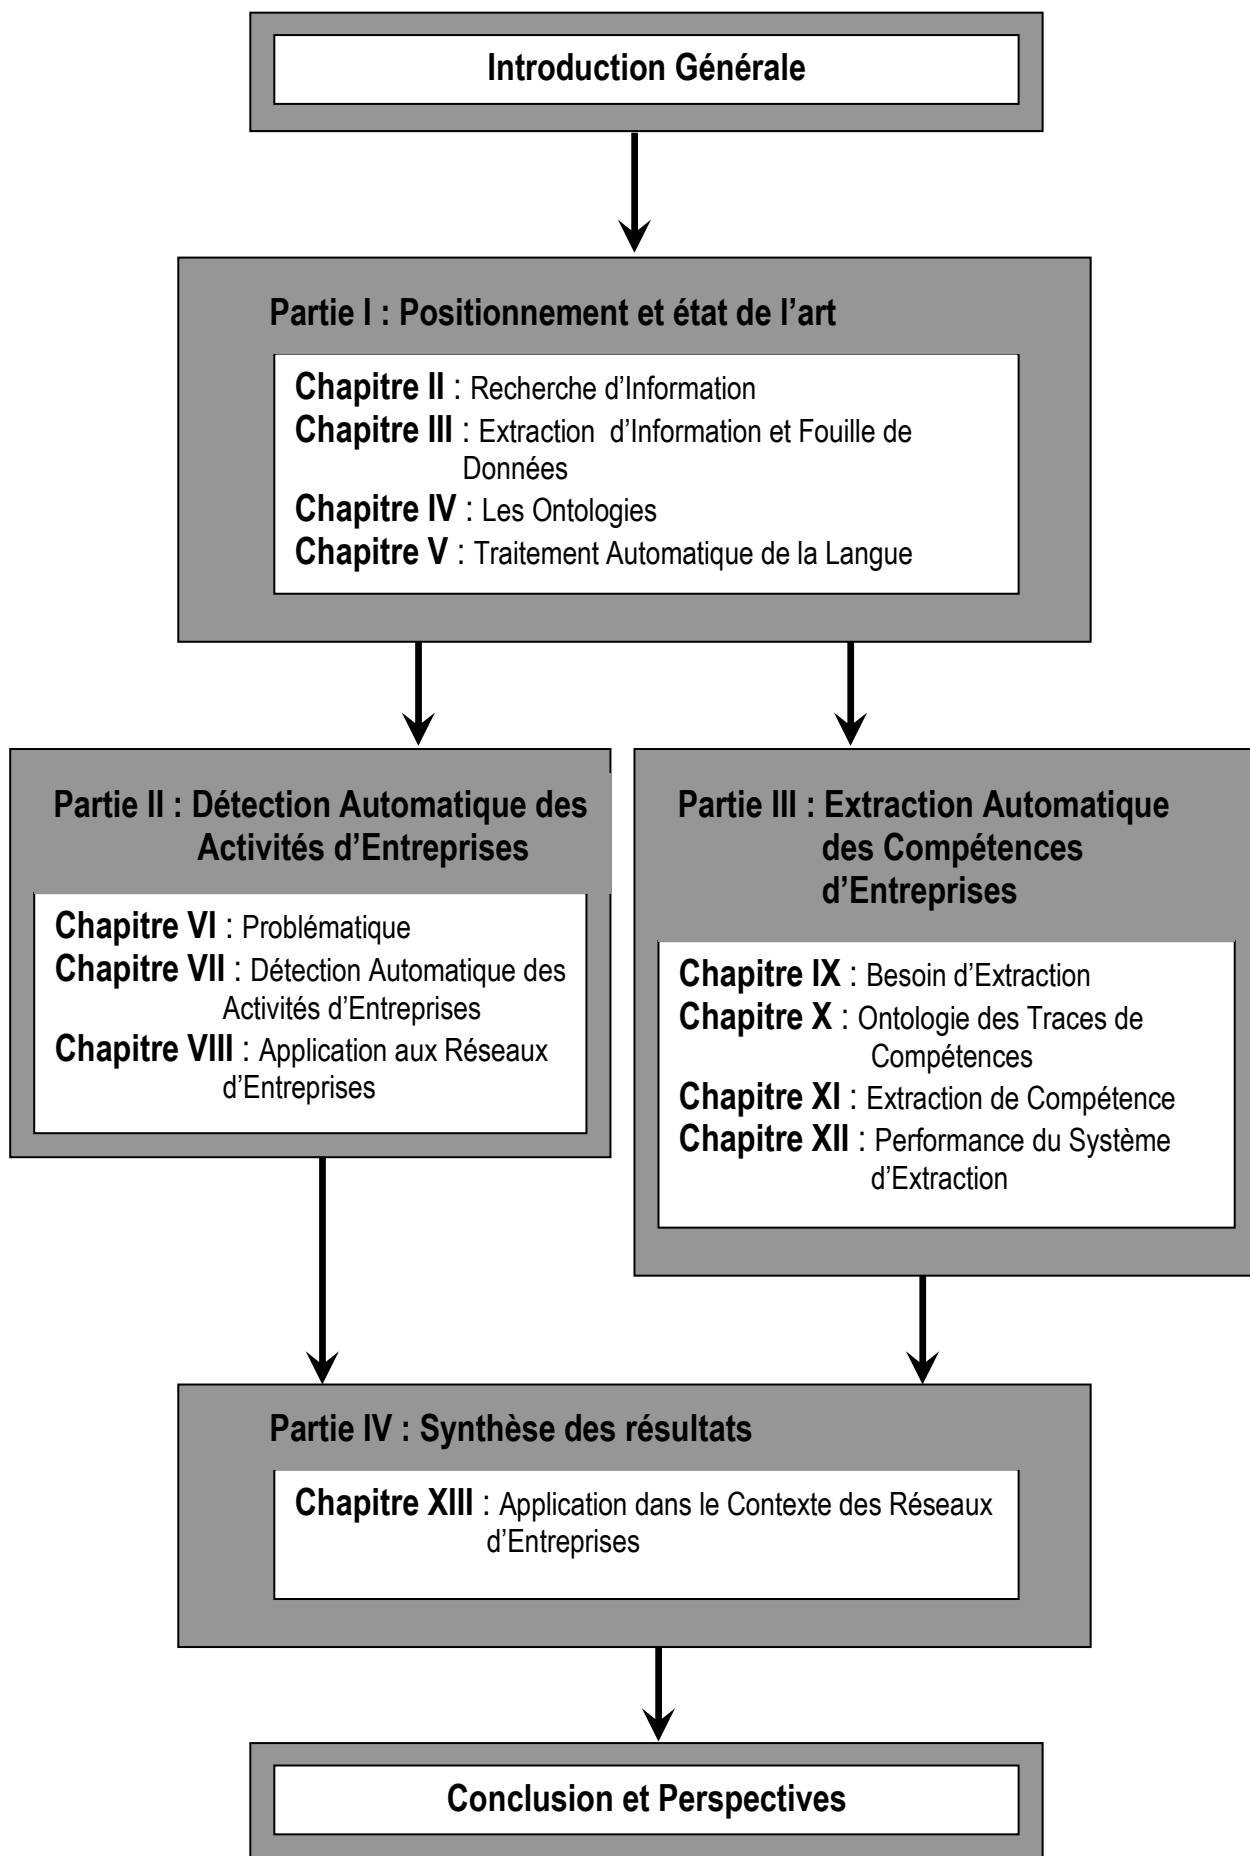 Introduction Générale
Partie I : Positionnement et état de l’art
Chapitre II : Recherche d’Information
Chapitre III : Extraction d’Information et Fouille de
Données
Chapitre IV : Les Ontologies
Chapitre V : Traitement Automatique de la Langue
Partie II : Détection Automatique des
Activités d’Entreprises
Chapitre VI : Problématique
Chapitre VII : Détection Automatique des
Activités d’Entreprises
Chapitre VIII : Application aux Réseaux
d’Entreprises
Partie III : Extraction Automatique
des Compétences
d’Entreprises
Chapitre IX : Besoin d’Extraction
Chapitre X : Ontologie des Traces de
Compétences
Chapitre XI : Extraction de Compétence
Chapitre XII : Performance du Système
d’Extraction
Partie IV : Synthèse des résultats
Chapitre XIII : Application dans le Contexte des Réseaux
d’Entreprises
Conclusion et Perspectives